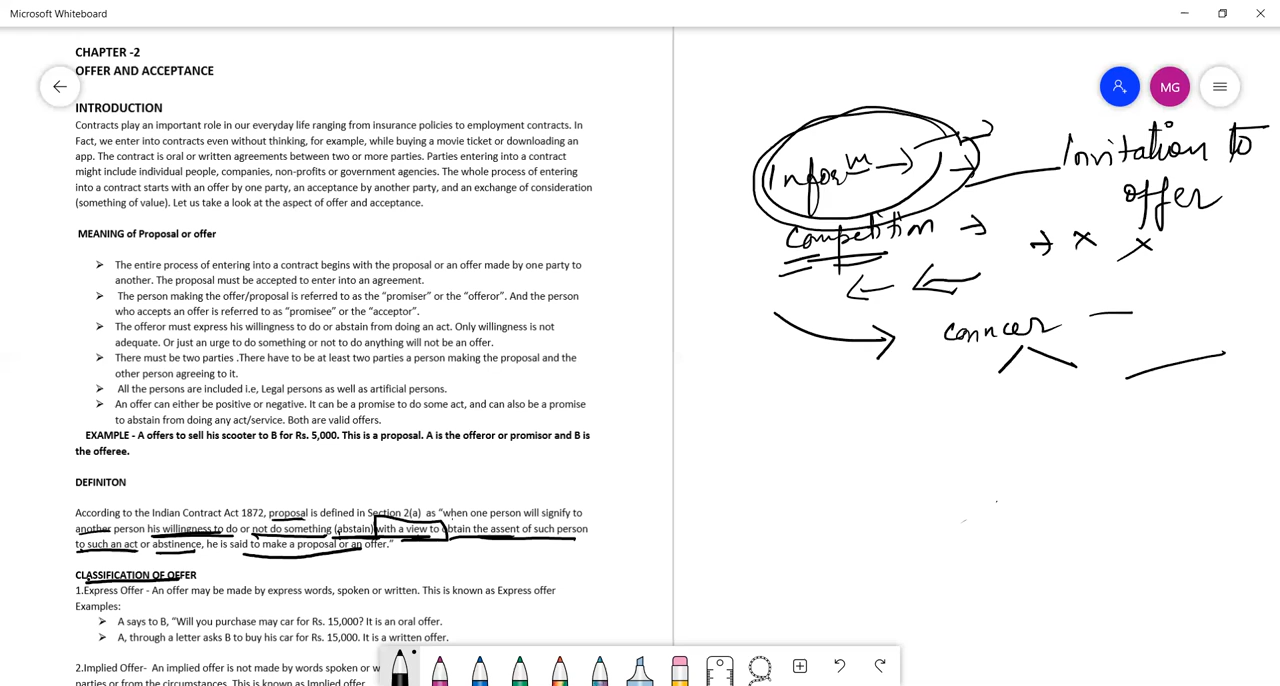 Microsoft Whiteboard
CHAPTER -2
OFFER AND ACCEPTANCE
INTRODUCTION
Contracts play an important role in our everyday life ranging from insurance policies to employment contracts. In
Fact, we enter into contracts even without thinking, for example, while buying a movie ticket or downloading an
app. The contract is oral or written agreements between two or more parties. Parties entering into a contract
might include individual people, companies, non-profits or government agencies. The whole process of entering
into a contract starts with an offer by one party, an acceptance by another party, and an exchange of consideration
(something of value). Let us take a look at the aspect of offer and acceptance.
MEANING of Proposal or offer
The entire process of entering into a contract begins with the proposal or an offer made by one party to
another. The proposal must be accepted to enter into an agreement.
The person making the offer/proposal is referred to as the “promiser” or the “offeror”. And the person
who accepts an offer is referred to as “promisee” or the “acceptor”.
The offeror must express his willingness to do or abstain from doing an act. Only willingness is not
adequate. Or just an urge to do something or not to do anything will not be an offer.
There must be two parties .There have to be at least two parties a person making the proposal and the
other person agreeing to it.
All the persons are included i.e, Legal persons as well as artificial persons.
An offer can either be positive or negative. It can be a promise to do some act, and can also be a promise
to abstain from doing any act/service. Both are valid offers.
EXAMPLE - A offers to sell his scooter to B for Rs. 5,000. This is a proposal. A is the offeror or promisor and B is
the offeree.
DEFINITON
According to the Indian Contract Act 1872, proposal is defined in Section 2(a) as “when one person will signify to
another person his willingness to do or not do something (abstain) with a view to obtain the assent of such person
to such an act or abstinence, he is said to make a proposal or an offer.”
CLASSIFICATION OF OFFER
1.Express Offer - An offer may be made by express words, spoken or written. This is known as Express offer
Examples:
A says to B, “Will you purchase may car for Rs. 15,000? It is an oral offer.
A, through a letter asks B to buy his car for Rs. 15,000. It is a written offer.
2.Implied Offer- An implied offer is not made by words spoken or w
parties or from the circumstances. This is known as Implied offer
MG
Inform
Invitation to
offer
Competition